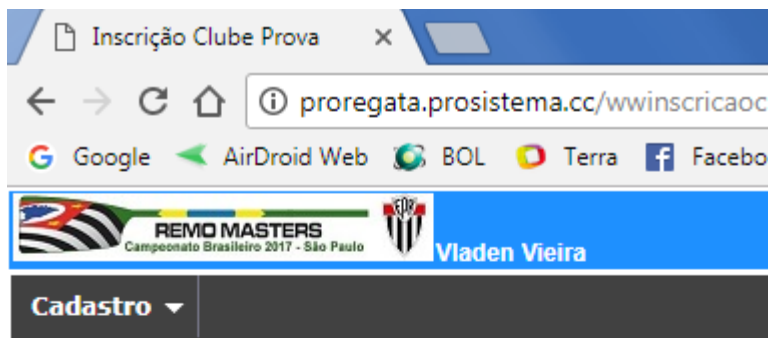 Inscrição Clube Prova
proregata.prosistema.cc/wwinscricaoc
Google AirDroid Web BOL Terra Facebo
REMO MASTERS
Campeonato Brasileiro 2017 - São Paulo
Vladen Vieira
Cadastro